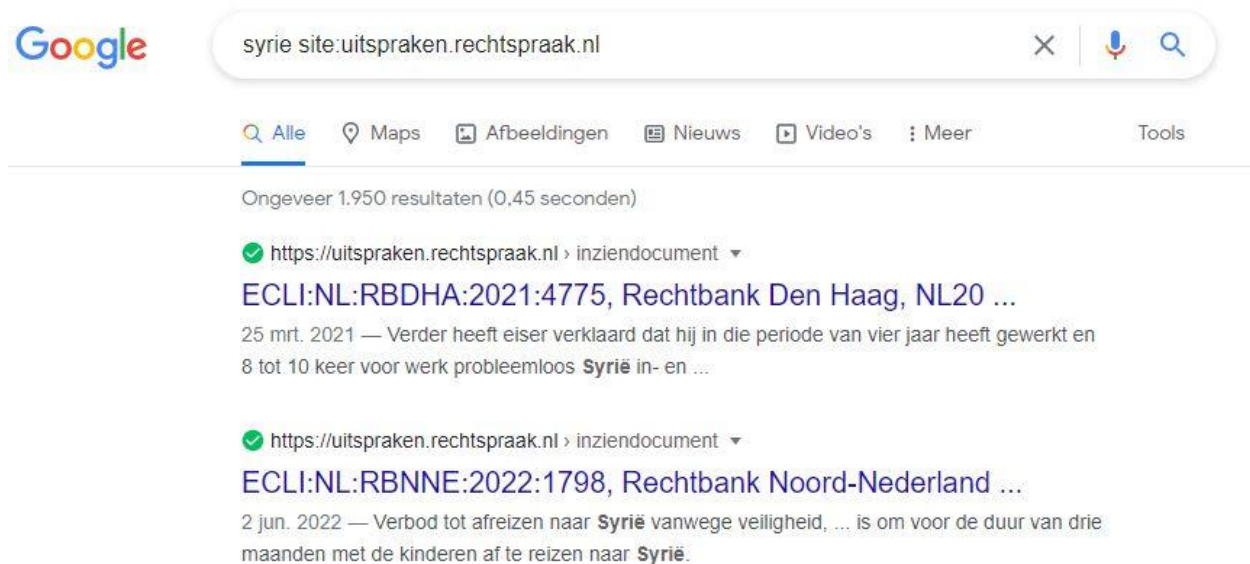 Google
syrie site:uitspraken.rechtspraak.nl
Alle Maps Afbeeldingen Nieuws Video's Meer Tools
Ongeveer 1.950 resultaten (0,45 seconden)
https://uitspraken.rechtspraak.nl › inziendocument
ECLI:NL:RBDHA:2021:4775, Rechtbank Den Haag, NL20 ...
25 mrt. 2021 — Verder heeft eiser verklaard dat hij in die periode van vier jaar heeft gewerkt en
8 tot 10 keer voor werk probleemloos Syrië in- en ...
https://uitspraken.rechtspraak.nl › inziendocument
ECLI:NL:RBNNE:2022:1798, Rechtbank Noord-Nederland ...
2 jun. 2022 — Verbod tot afreizen naar Syrië vanwege veiligheid, ... is om voor de duur van drie
maanden met de kinderen af te reizen naar Syrië.